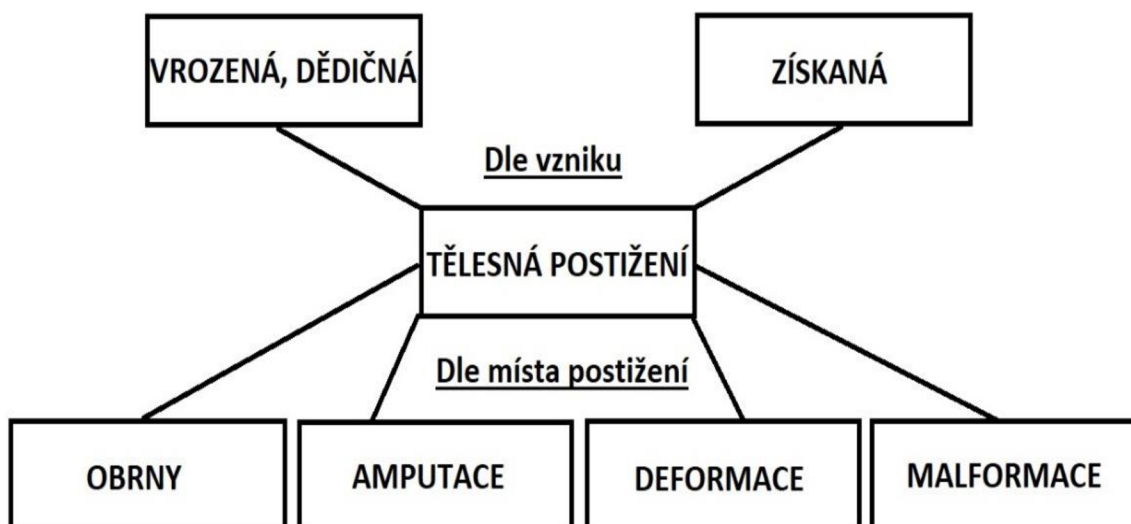 VROZENÁ, DĚDIČNÁ
ZÍSKANÁ
Dle vzniku
TĚLESNÁ POSTIŽENÍ
Dle místa postižení
OBRNY
AMPUTACE
DEFORMACE
MALFORMACE